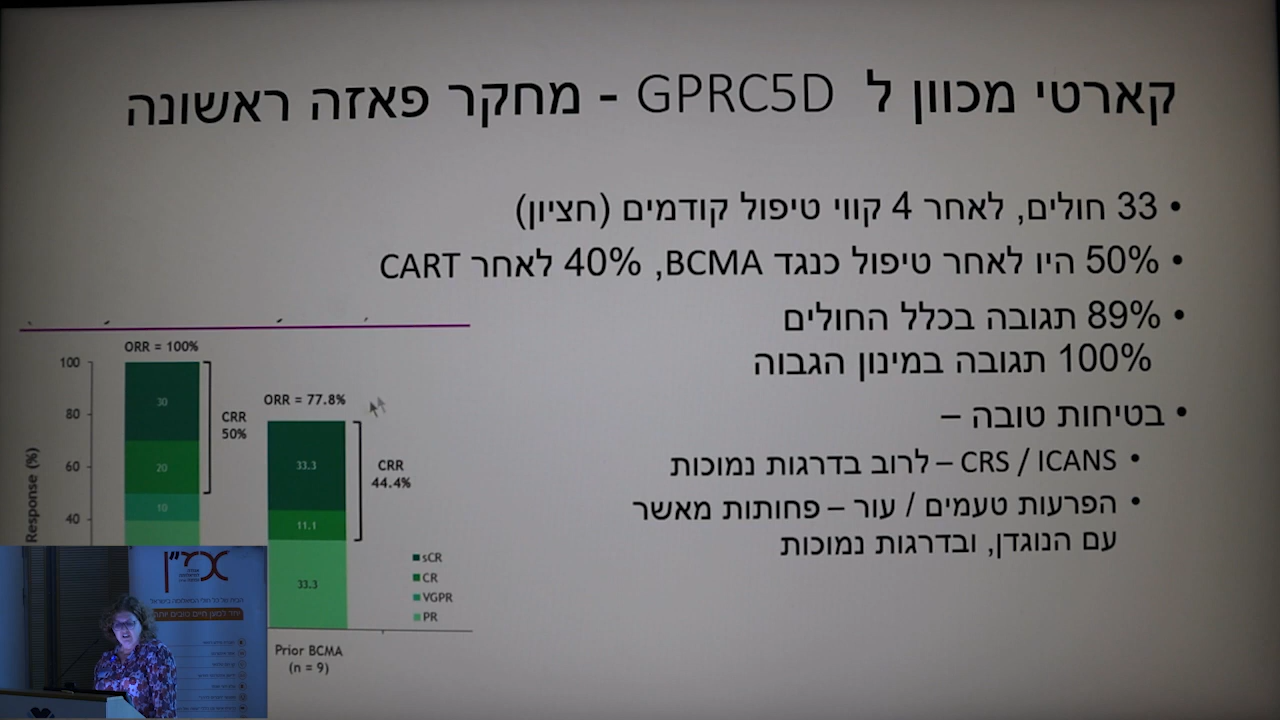 קארטי מכוון ל GPRC5D - מחקר פאזה ראשונה
• 33 חולים, לאחר 4 קווי טיפול קודמים (חציון)
• 50% היו לאחר טיפול כנגד BCMA, 40% לאחר CART
• 89% תגובה בכלל החולים
100% תגובה במינון הגבוה
• בטיחות טובה –
• CRS / ICANS – לרוב בדרגות נמוכות
• הפרעות טעמים / עור – פחותות מאשר
עם הנוגדן, ובדרגות נמוכות
Response (%)
100
80
60
40
ORR = 100%
30
20
10
CRR
50%
ORR = 77.8%
33.3
11.1
33.3
CRR
44.4%
sCR
CR
VGPR
PR
Prior BCMA
(n = 9)
אמ"ן